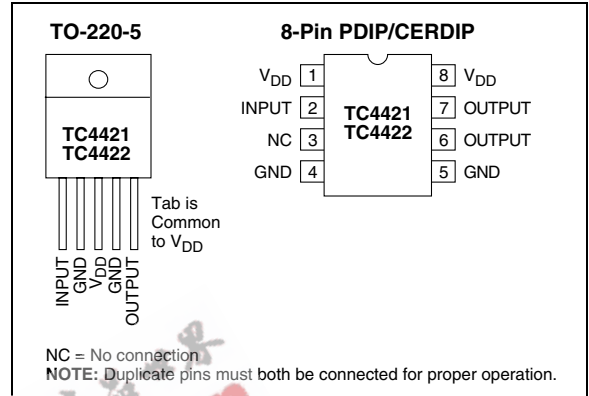 TO-220-5
TC4421
TC4422
Tab is
Common
to VDD
INPUT
GND
VDD
GND
OUTPUT
8-Pin PDIP/CERDIP
VDD 1
INPUT 2
NC 3
GND 4
TC4421
TC4422
8 VDD
7 OUTPUT
6 OUTPUT
5 GND
NC = No connection
NOTE: Duplicate pins must both be connected for proper operation.